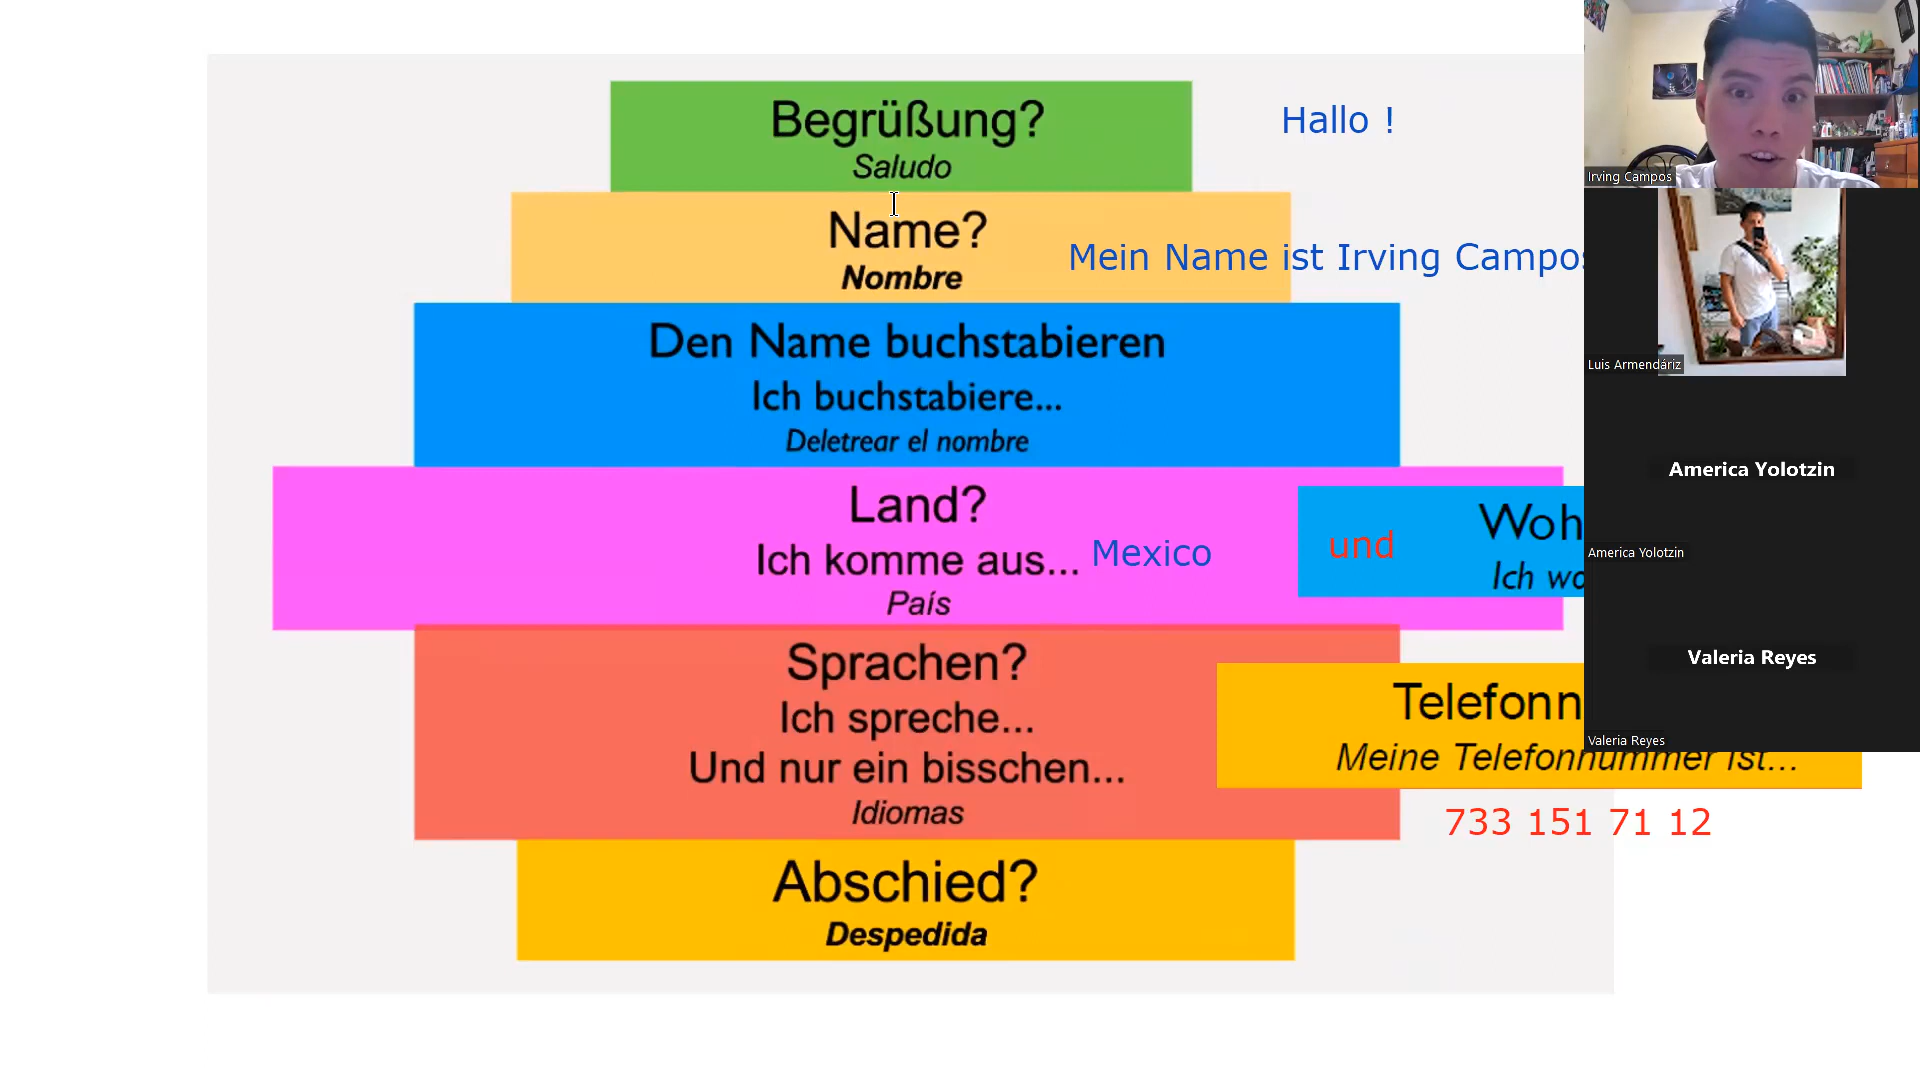 Begrüßung?
Saludo
Hallo !
Name?
Nombre
Mein Name ist Irving Campos
Den Name buchstabieren
Ich buchstabiere...
Deletrear el nombre
Land?
Ich komme aus... Mexico
País
und
Ich
Sprachen?
Ich spreche...
Und nur ein bisschen...
Idiomas
Meine Telefonnummer ist...
733 151 71 12
Abschied?
Despedida
Irving Campos
Luis Armendáriz
America Yolotzin
America Yolotzin
Valeria Reyes
Valeria Reyes